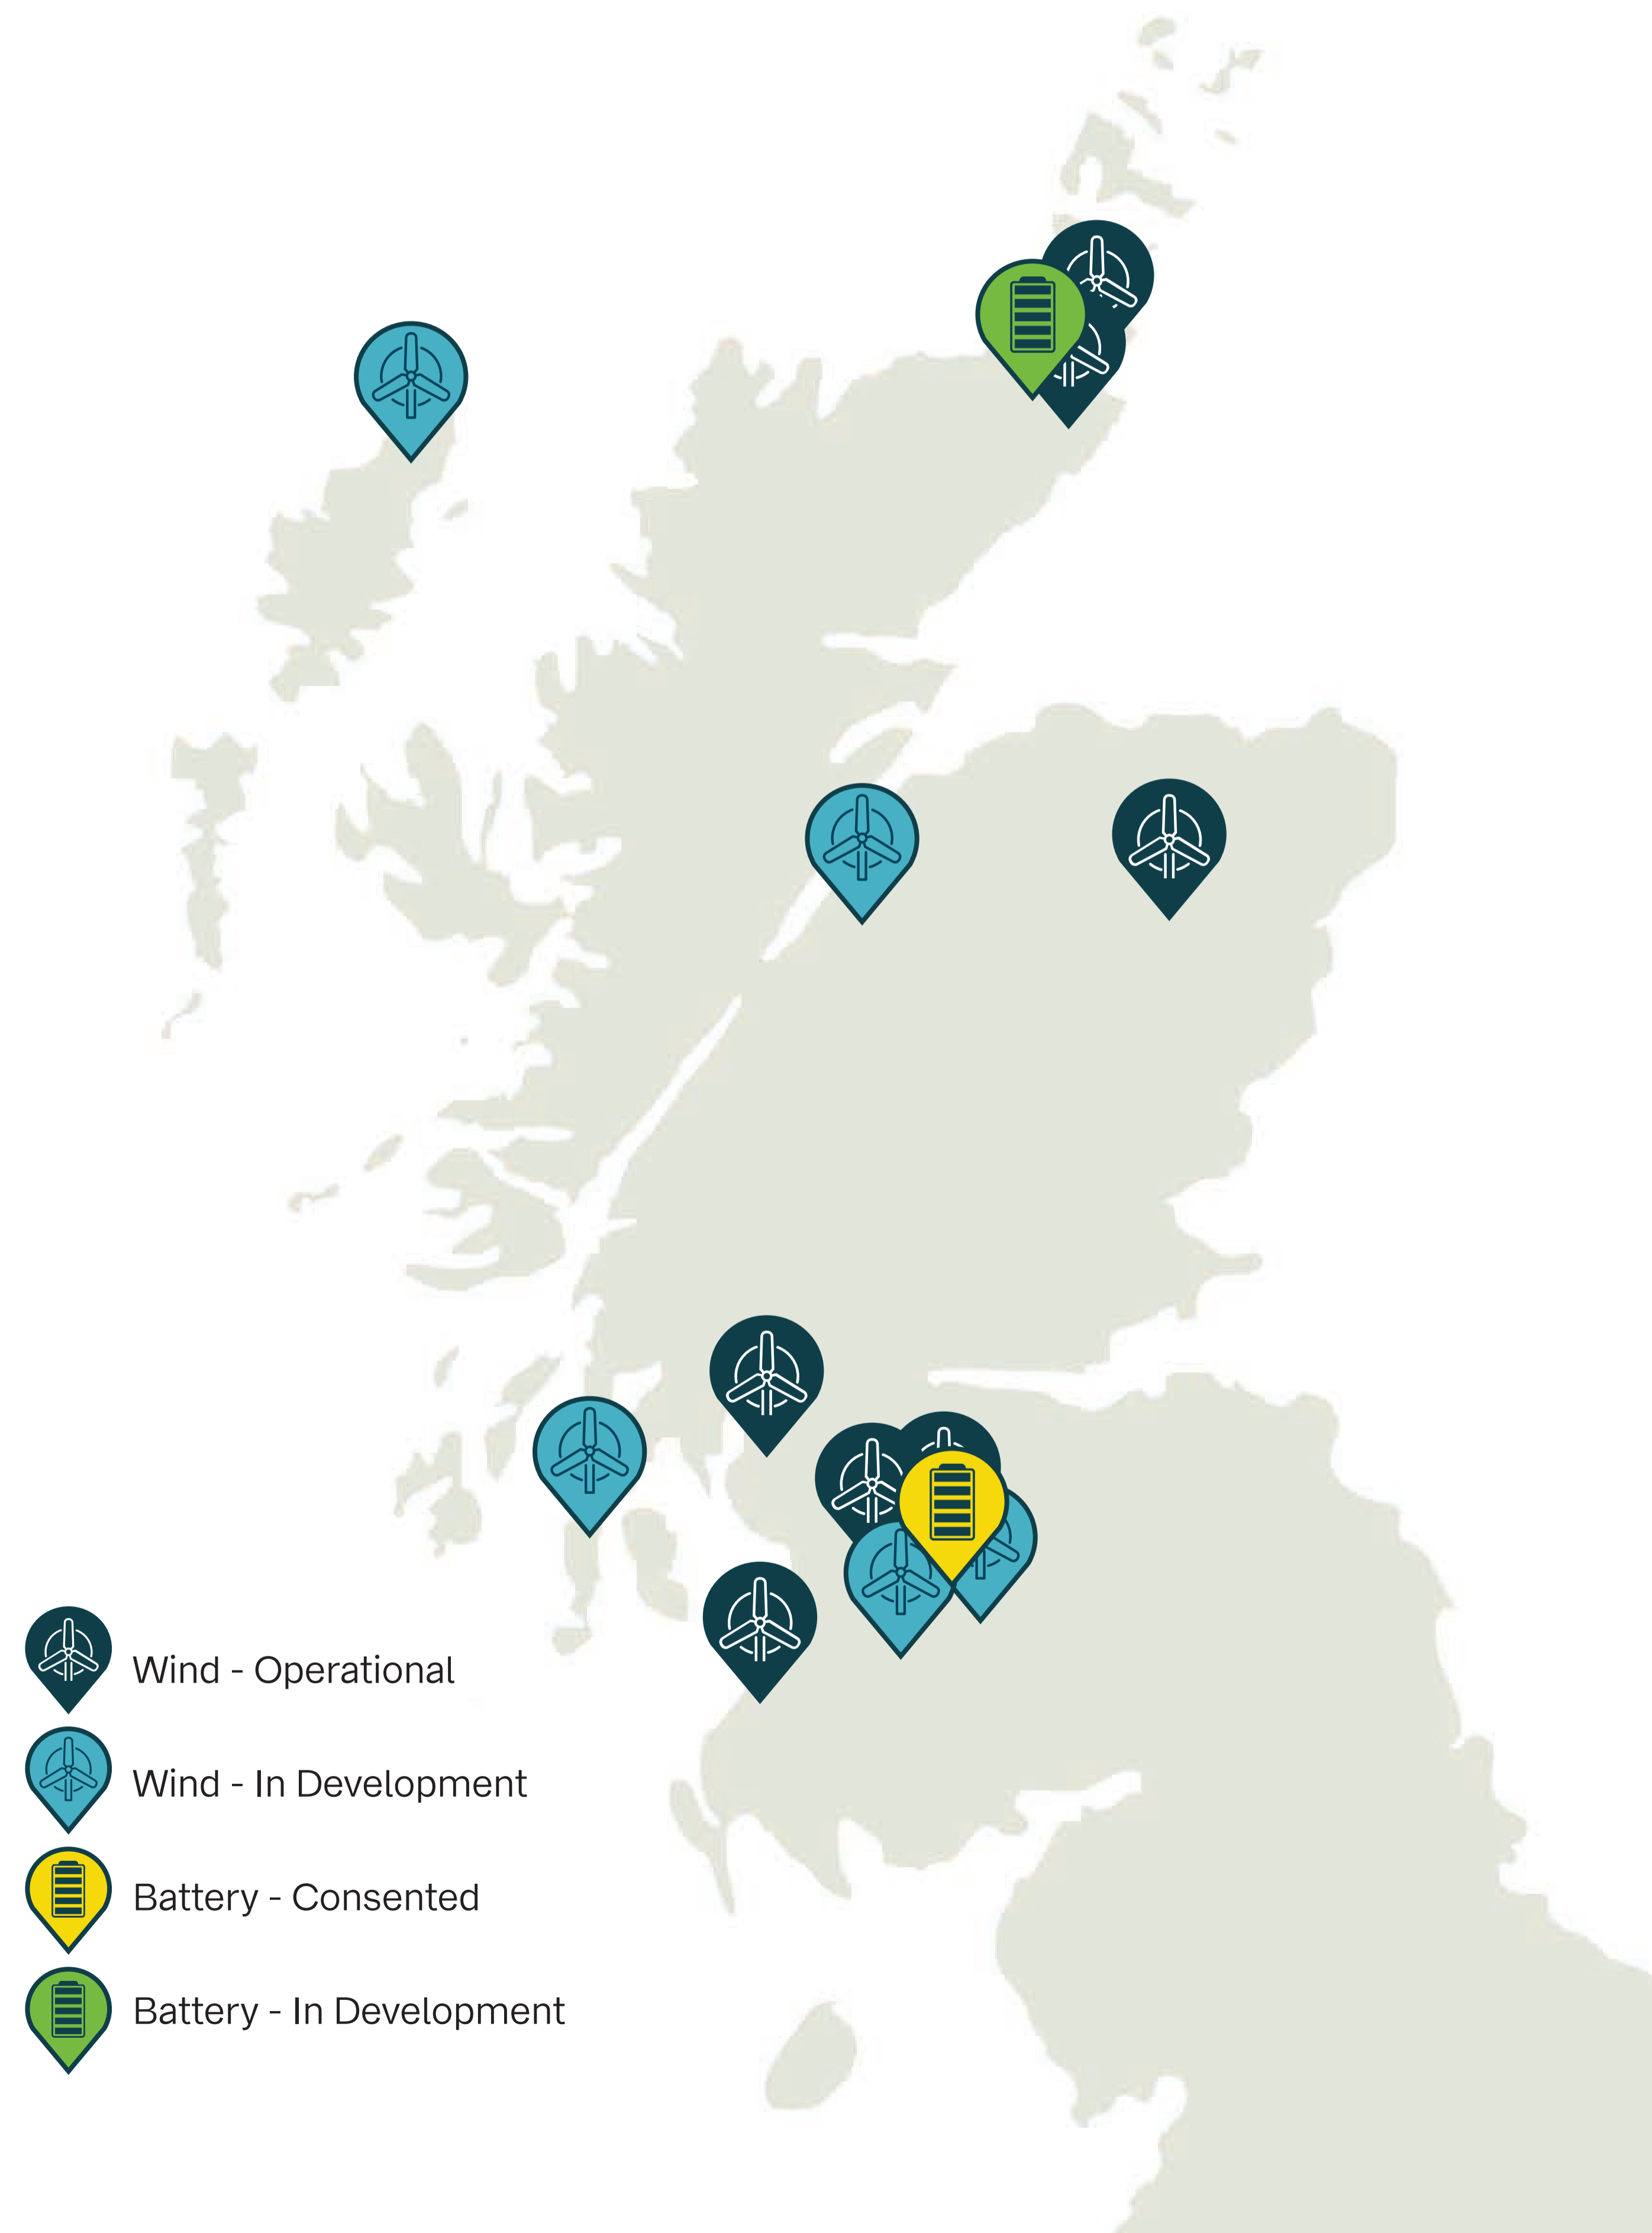 Wind - Operational
Wind - In Development
Battery - Consented
Battery - In Development